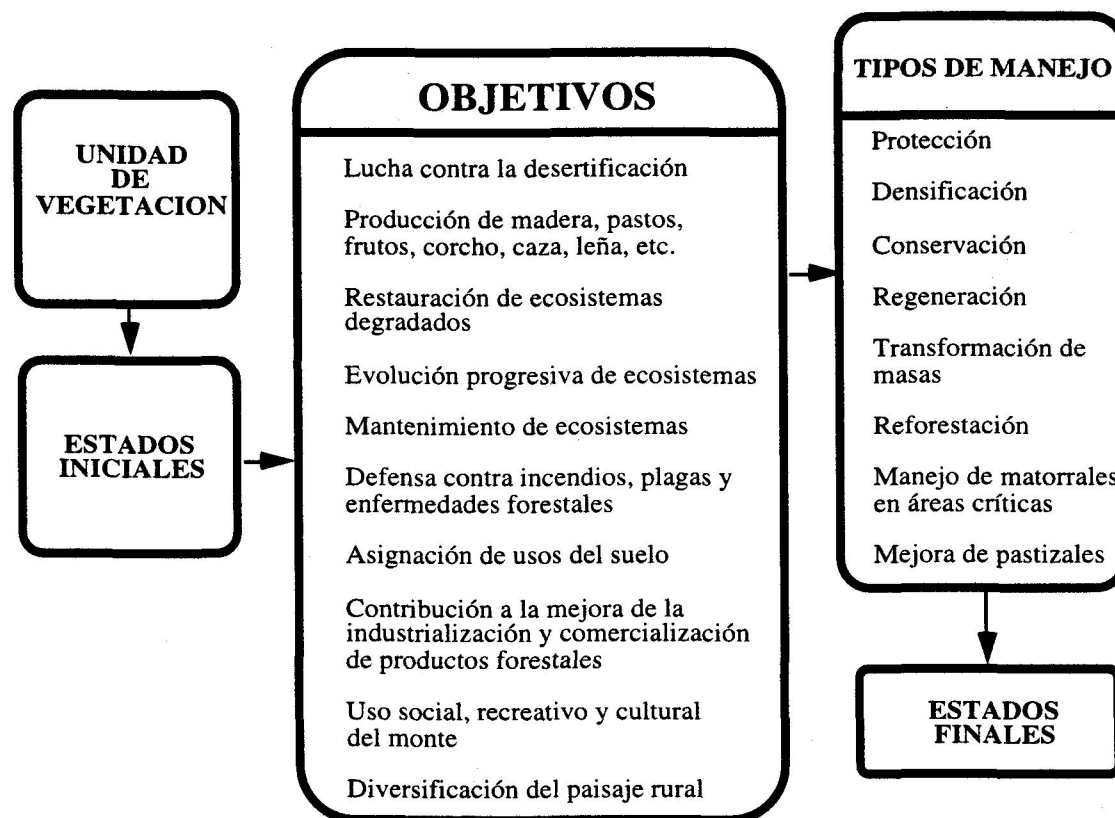 UNIDAD
DE
VEGETACION
ESTADOS
INICIALES
OBJETIVOS
Lucha contra la desertificación
Producción de madera, pastos,
frutos, corcho, caza, leña, etc.
Restauración de ecosistemas
degradados
Evolución progresiva de ecosistemas
Mantenimiento de ecosistemas
Defensa contra incendios, plagas y
enfermedades forestales
Asignación de usos del suelo
Contribución a la mejora de la
industrialización y comercialización
de productos forestales
Uso social, recreativo y cultural
del monte
Diversificación del paisaje rural
TIPOS DE MANEJO
Protección
Densificación
Conservación
Regeneración
Transformación de
masas
Reforestación
Manejo de matorrales
en áreas críticas
Mejora de pastizales
ESTADOS
FINALES